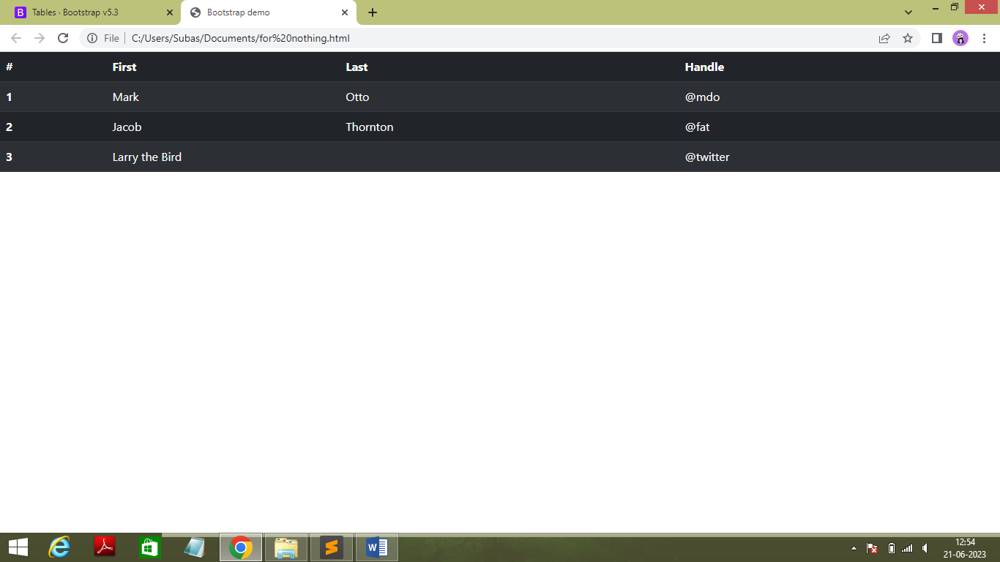 Tables · Bootstrap v5.3 Bootstrap demo
File C:/Users/Subas/Documents/for%20nothing.html
# First Last Handle
1 Mark Otto @mdo
2 Jacob Thornton @fat
3 Larry the Bird @twitter
12:54
21-06-2023